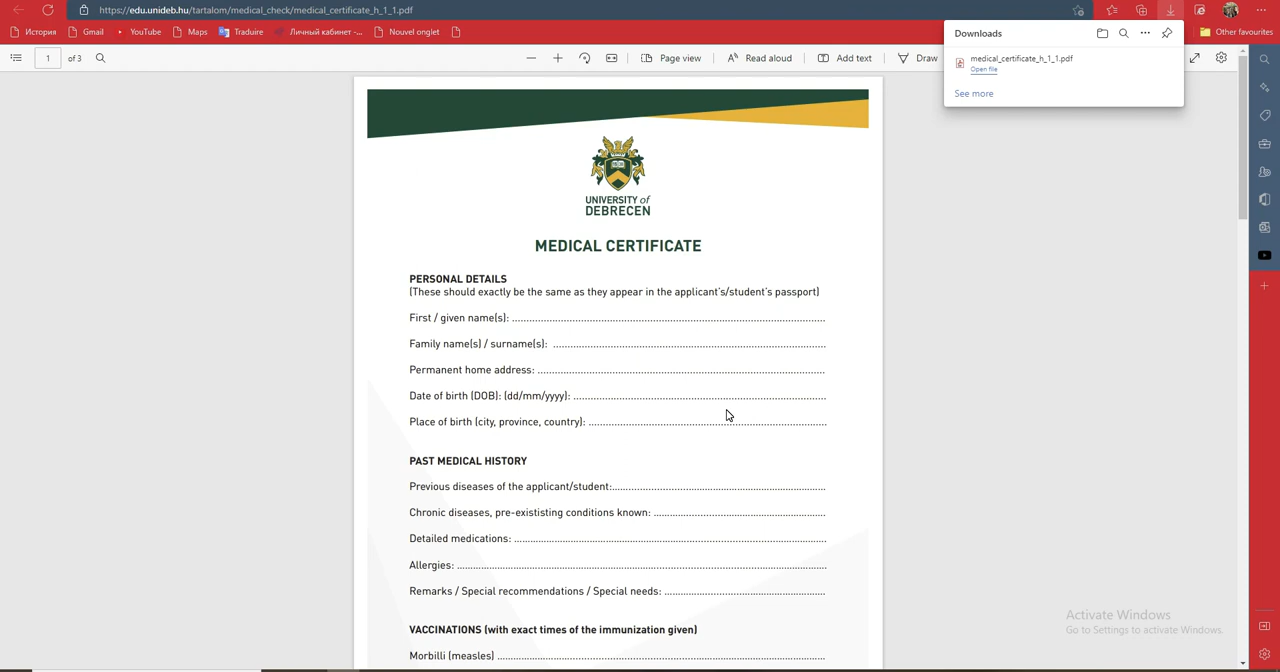 https://edu.unideb.hu/tartalom/medical_check/medical_certificate_h_1_1.pdf
История Gmail YouTube Maps Traduire Личный кабинет -... Nouvel onglet Other favourites
Downloads
medical_certificate_h_1_1.pdf
Open file
See more
1 of 3 Page view Read aloud Add text Draw
UNIVERSITY of
DEBRECEN
MEDICAL CERTIFICATE
PERSONAL DETAILS
(These should exactly be the same as they appear in the applicant's/student's passport)
First / given name(s):
Family name(s) / surname(s):
Permanent home address:
Date of birth (DOB): (dd/mm/yyyy):
Place of birth (city, province, country):
PAST MEDICAL HISTORY
Previous diseases of the applicant/student:
Chronic diseases, pre-exististing conditions known:
Detailed medications:
Allergies:
Remarks / Special recommendations / Special needs:
VACCINATIONS (with exact times of the immunization given)
Morbilli (measles)
Activate Windows
Go to Settings to activate Windows.